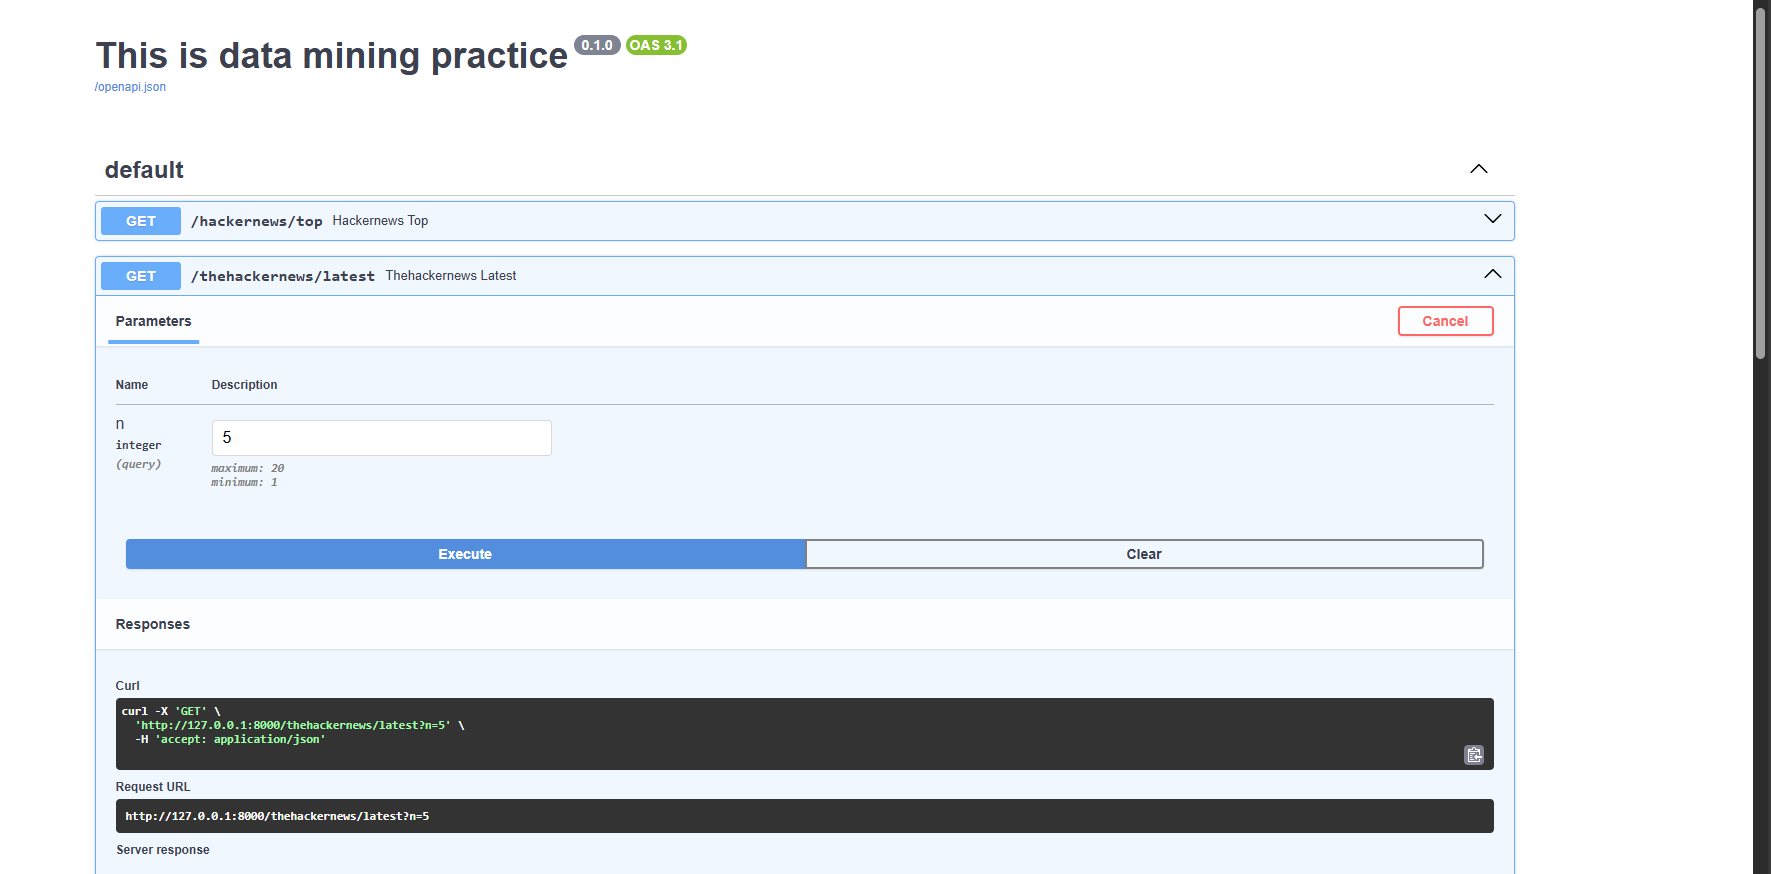 This is data mining practice 0.1.0 OAS 3.1
/openapi.json
default
GET /hackernews/top Hackernews Top
GET /thehackernews/latest Thehackernews Latest
Parameters
Cancel
Name Description
n
integer
(query)
5
maximum: 20
minimum: 1
Execute
Clear
Responses
Curl
curl -X 'GET' \
'http://127.0.0.1:8000/thehackernews/latest?n=5' \
-H 'accept: application/json'
Request URL
http://127.0.0.1:8000/thehackernews/latest?n=5
Server response